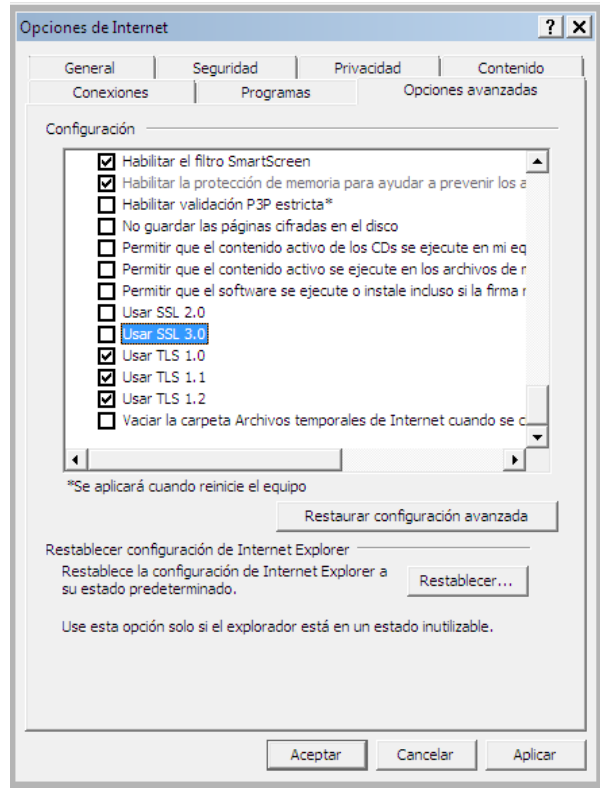 Opciones de Internet
General Seguridad Privacidad Contenido
Conexiones Programas Opciones avanzadas
Configuración
Habilitar el filtro SmartScreen
Habilitar la protección de memoria para ayudar a prevenir los a
Habilitar validación P3P estricta*
No guardar las páginas cifradas en el disco
Permitir que el contenido activo de los CDs se ejecute en mi eq
Permitir que el contenido activo se ejecute en los archivos de
Permitir que el software se ejecute o instale incluso si la firma
Usar SSL 2.0
Usar SSL 3.0
Usar TLS 1.0
Usar TLS 1.1
Usar TLS 1.2
Vaciar la carpeta Archivos temporales de Internet cuando se c
*Se aplicará cuando reinicie el equipo
Restaurar configuración avanzada
Restablecer configuración de Internet Explorer
Restablece la configuración de Internet Explorer a
su estado predeterminado.
Restablecer...
Use esta opción solo si el explorador está en un estado inutilizable.
Aceptar Cancelar Aplicar